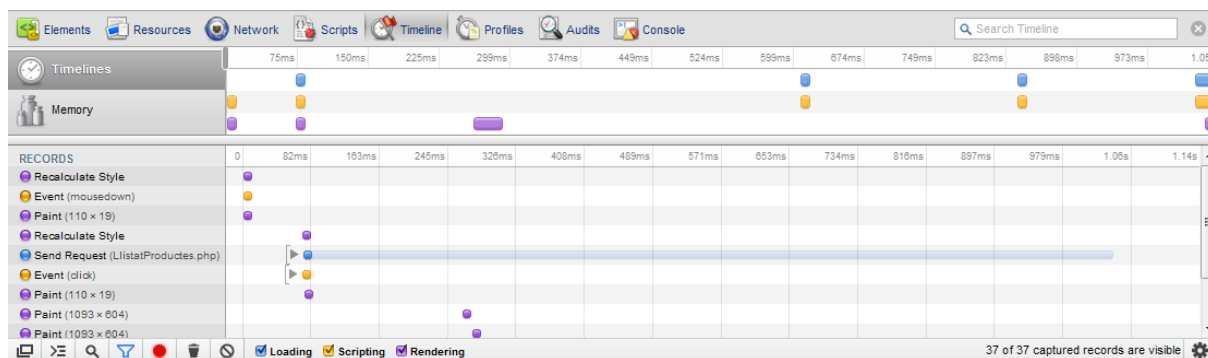 Elements Resources Network Scripts Timeline Profiles Audits Console Search Timeline
75ms 150ms 225ms 299ms 374ms 449ms 524ms 599ms 674ms 749ms 823ms 898ms 973ms 1.05
Timelines
Memory
RECORDS 0 82ms 163ms 245ms 326ms 408ms 489ms 571ms 653ms 734ms 816ms 897ms 979ms 1.06s 1.14s
Recalculate Style
Event (mousedown)
Paint (110 × 19)
Recalculate Style
Send Request (LlistatProductes.php)
Event (click)
Paint (110 × 19)
Paint (1093 × 604)
Paint (1093 × 604)
Loading Scripting Rendering 37 of 37 captured records are visible